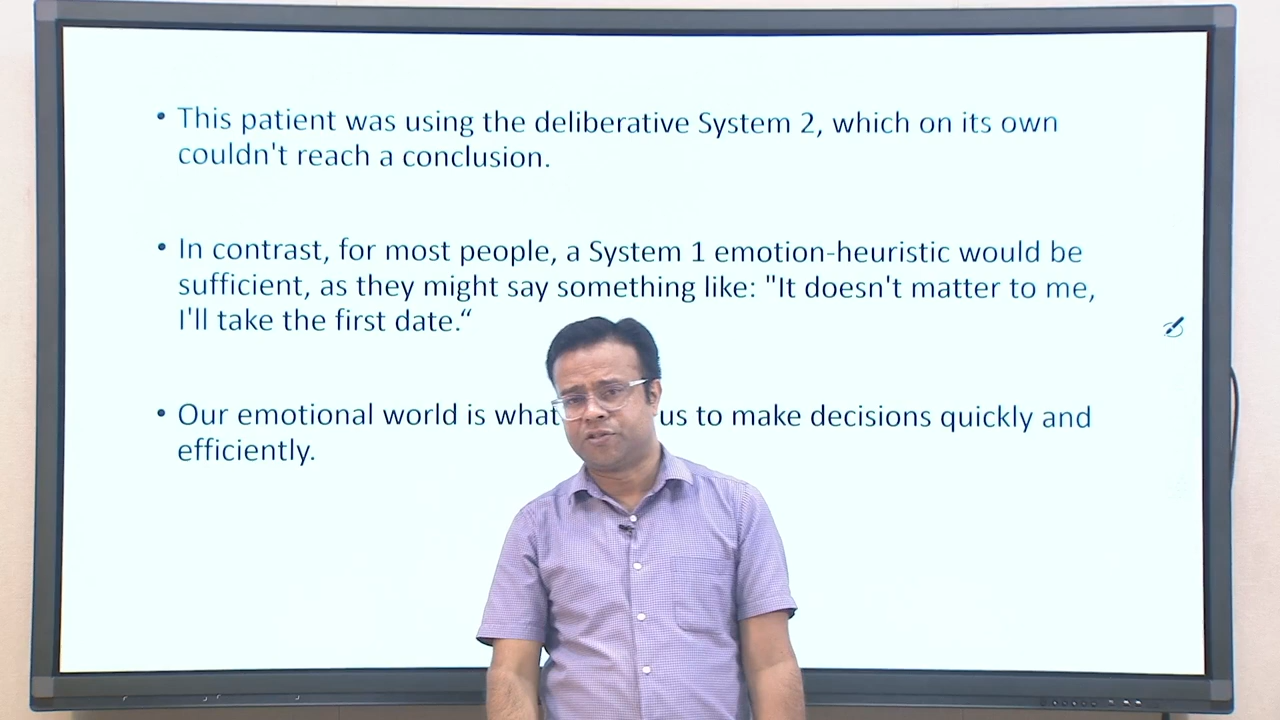 • This patient was using the deliberative System 2, which on its own
couldn't reach a conclusion.
• In contrast, for most people, a System 1 emotion-heuristic would be
sufficient, as they might say something like: "It doesn't matter to me,
I'll take the first date.“
• Our emotional world is what us to make decisions quickly and
efficiently.